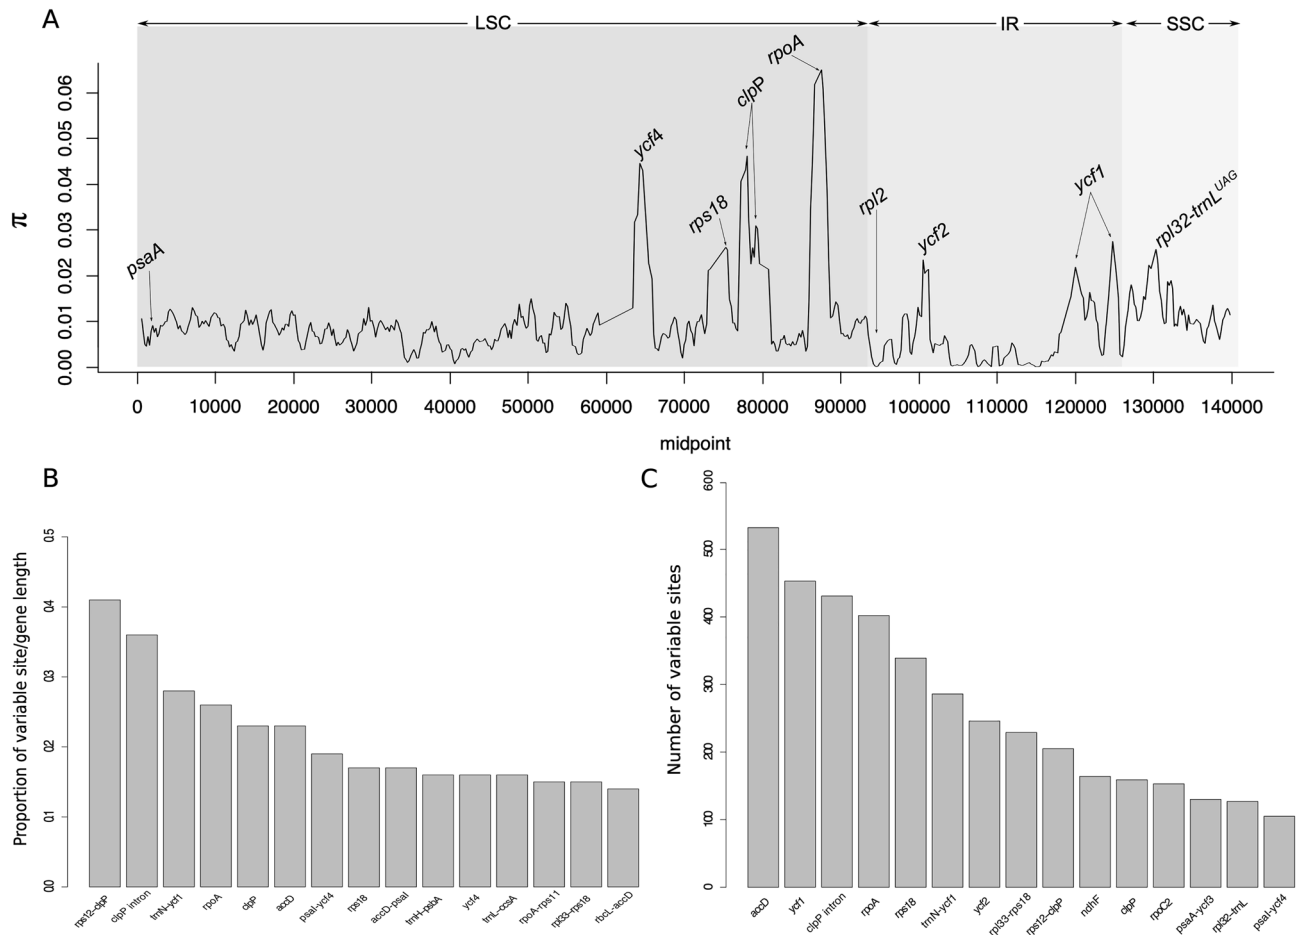 A
LSC
IR
SSC
π
0.00
0.01
0.02
0.03
0.04
0.05
0.06
psaA
ycf4
rps18
clpP
rpoA
rpl2
ycf2
ycf1
rpl32-trnL^UAG
0
10000
20000
30000
40000
50000
60000
70000
80000
90000
100000
110000
120000
130000
140000
midpoint
B
Proportion of variable site/gene length
0.5
0.4
0.3
0.2
0.1
0.0
rps12-clpP
clpP intron
trnN-ycf1
rpoA
clpP
accD
psaI-ycf4
rps18
accD-psaI
trnH-psbA
ycf4
trnL-ccsA
rpoA-rps11
rpl33-rps18
rbcL-accD
C
Number of variable sites
600
500
400
300
200
100
0
accD
ycf1
clpP intron
rpoA
rps18
trnN-ycf1
ycf2
rpl33-rps18
rps12-clpP
ndhF
clpP
rpoC2
psaA-ycf3
rpl32-trnL
psaI-ycf4